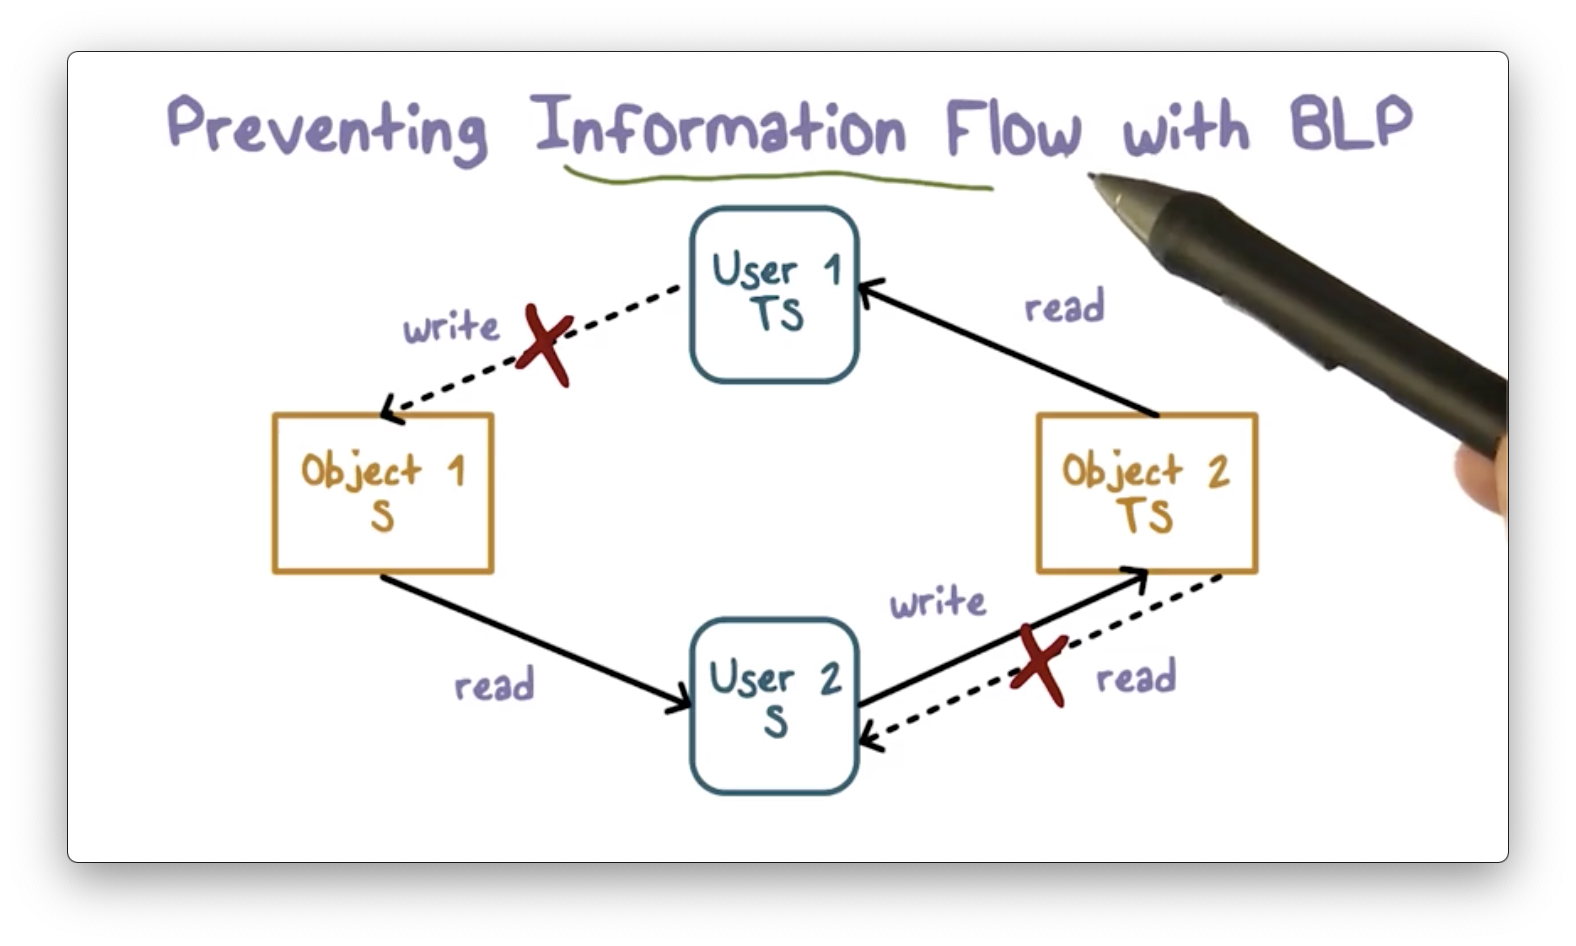 Preventing Information Flow with BLP
User 1
TS
write
read
Object 1
S
Object 2
TS
write
read
User 2
S
read